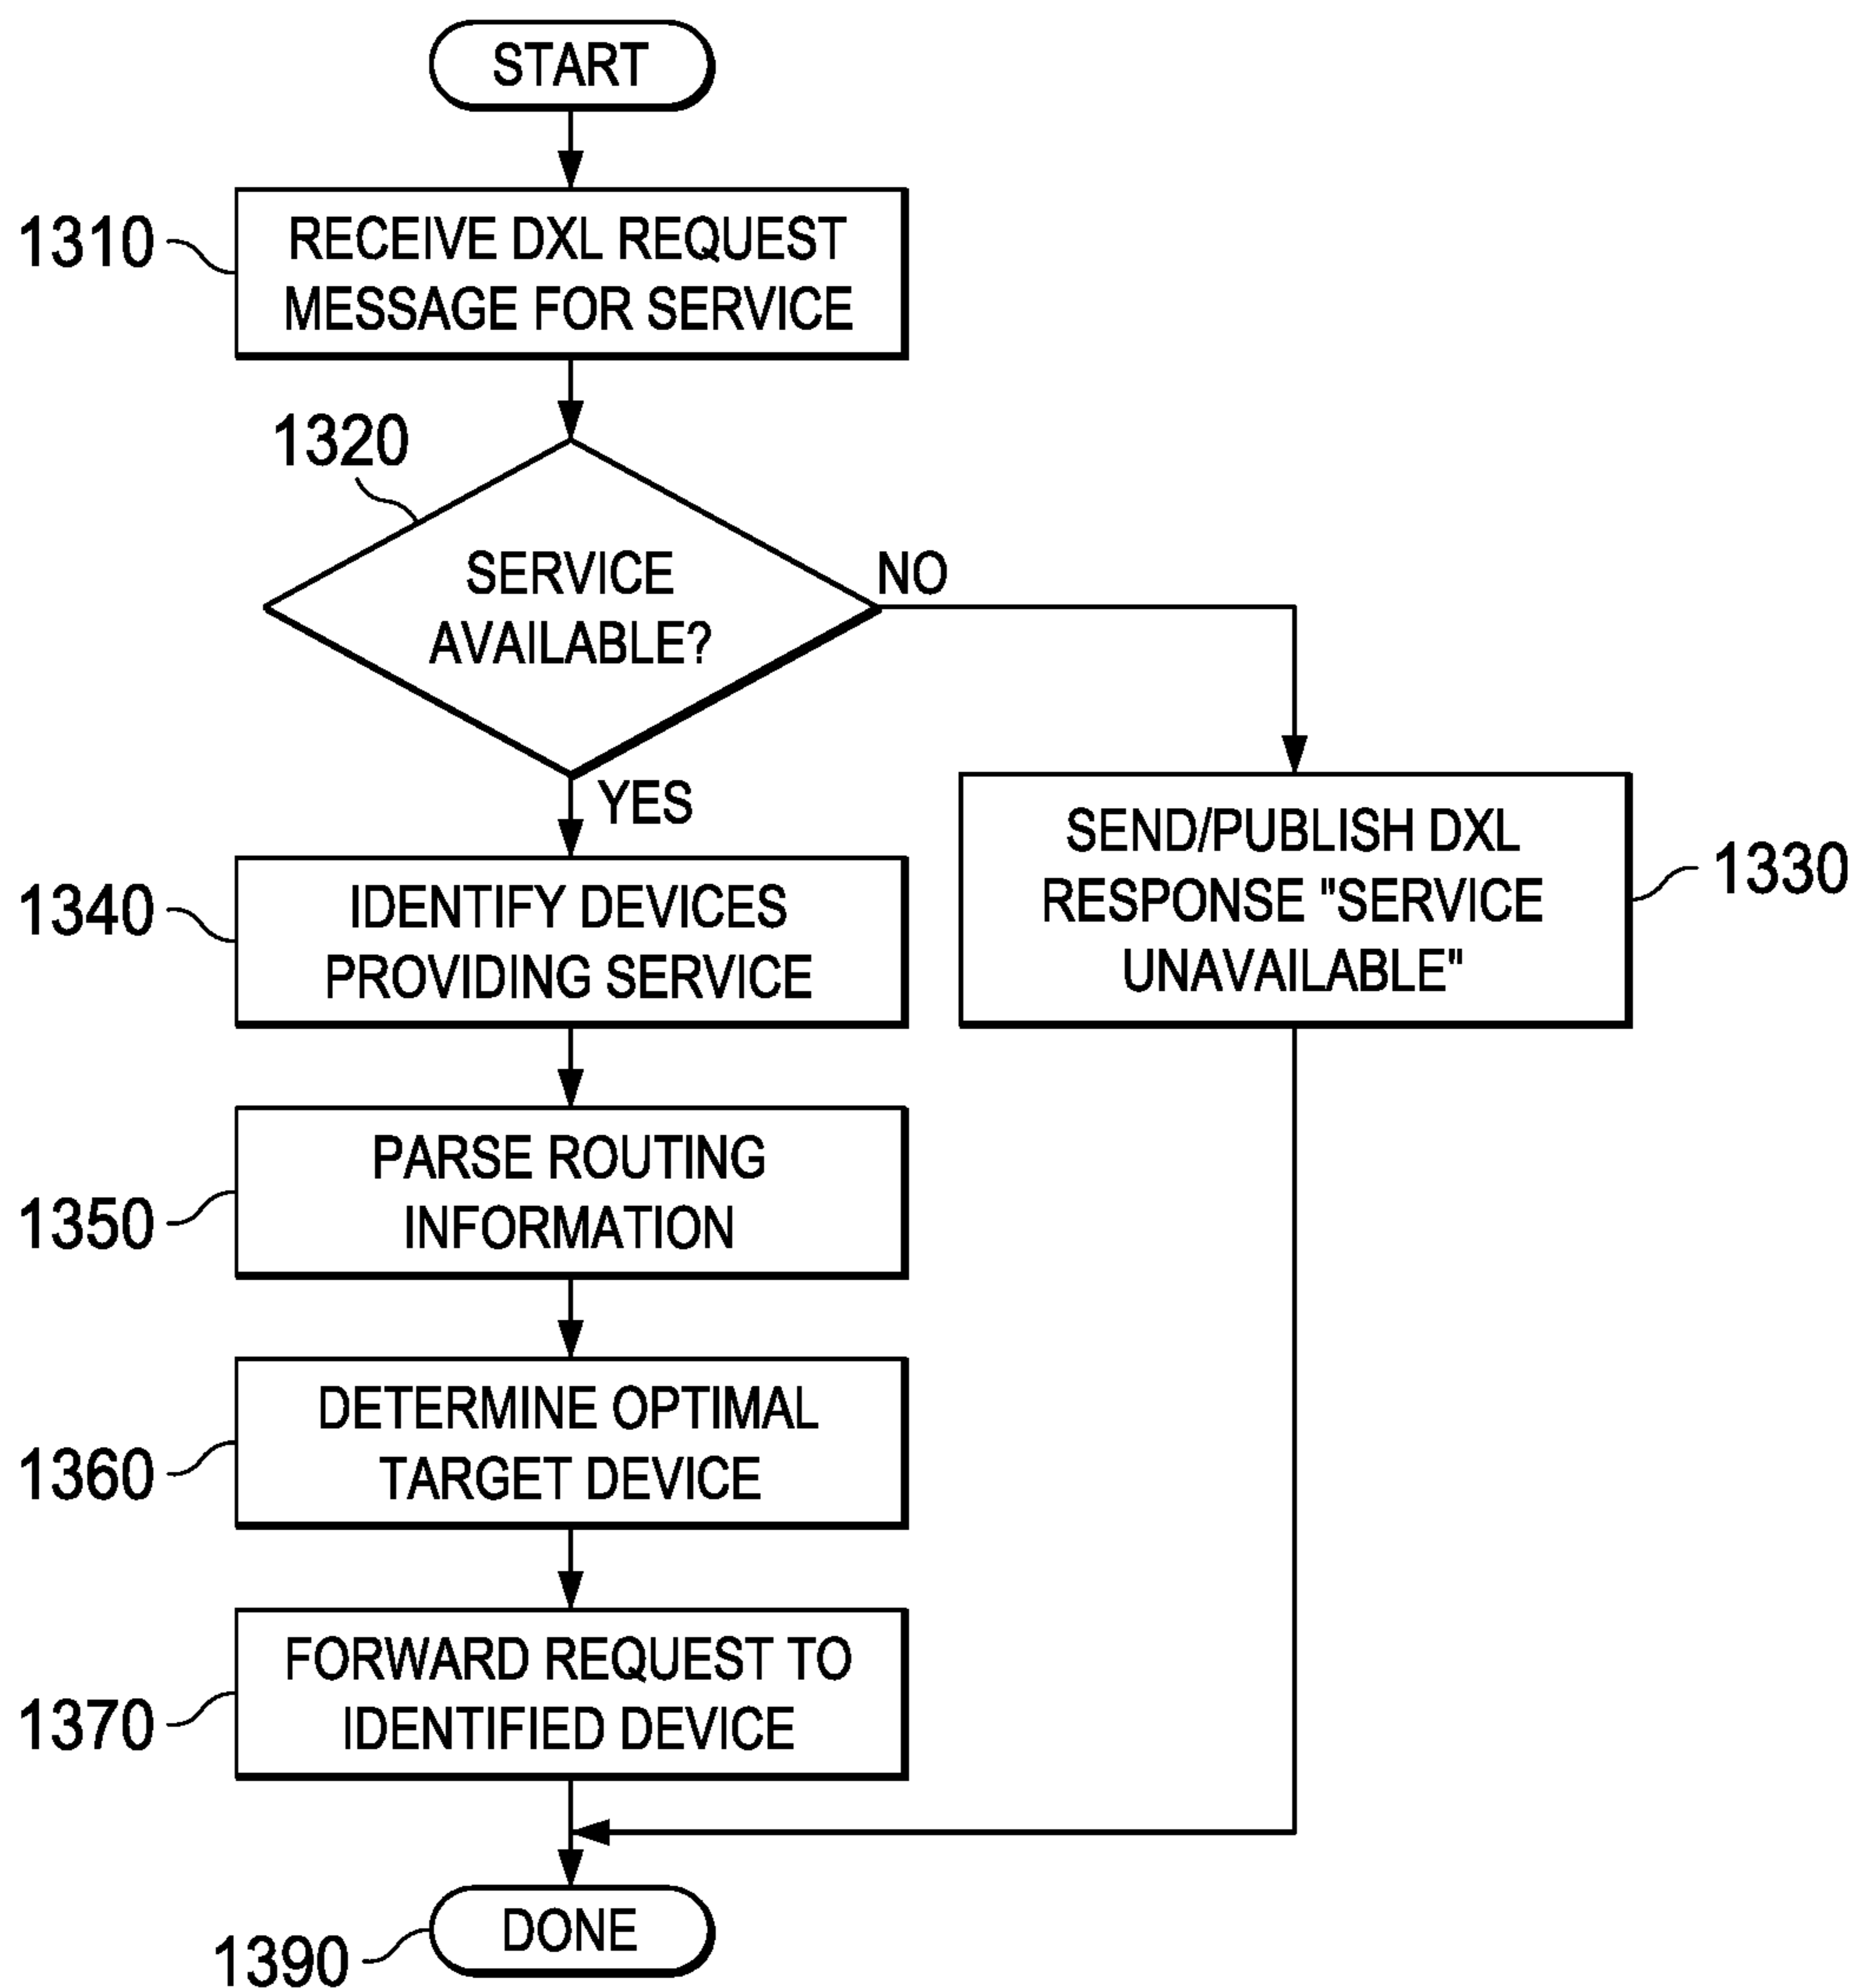 START
1310
RECEIVE DXL REQUEST
MESSAGE FOR SERVICE
1320
SERVICE
AVAILABLE?
NO
YES
SEND/PUBLISH DXL
RESPONSE "SERVICE
UNAVAILABLE"
1330
1340
IDENTIFY DEVICES
PROVIDING SERVICE
1350
PARSE ROUTING
INFORMATION
1360
DETERMINE OPTIMAL
TARGET DEVICE
1370
FORWARD REQUEST TO
IDENTIFIED DEVICE
1390
DONE